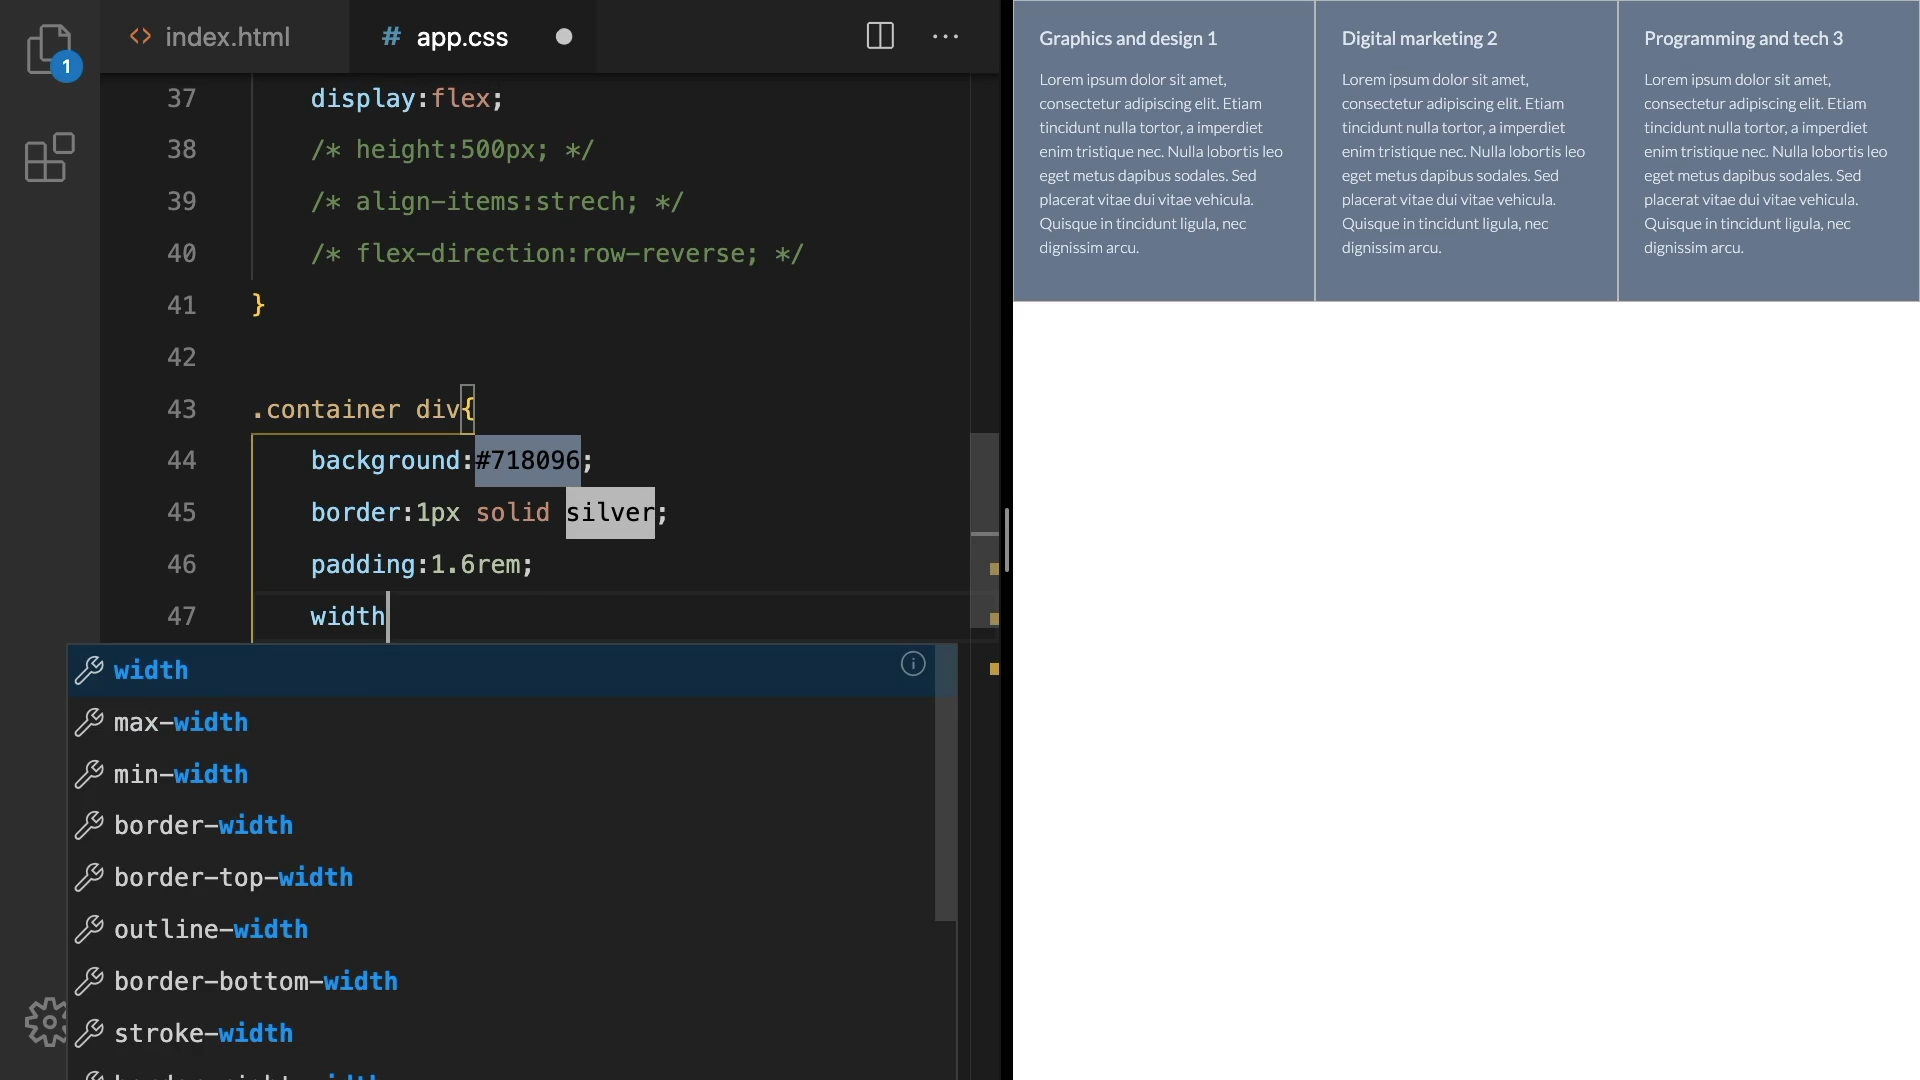 1
<> index.html
# app.css
37 display:flex;
38 /* height:500px; */
39 /* align-items:strech; */
40 /* flex-direction:row-reverse; */
41 }
42
43 .container div{
44 background:#718096;
45 border:1px solid silver;
46 padding:1.6rem;
47 width
width
max-width
min-width
border-width
border-top-width
outline-width
border-bottom-width
stroke-width
Graphics and design 1
Lorem ipsum dolor sit amet,
consectetur adipiscing elit. Etiam
tincidunt nulla tortor, a imperdiet
enim tristique nec. Nulla lobortis leo
eget metus dapibus sodales. Sed
placerat vitae dui vitae vehicula.
Quisque in tincidunt ligula, nec
dignissim arcu.
Digital marketing 2
Lorem ipsum dolor sit amet,
consectetur adipiscing elit. Etiam
tincidunt nulla tortor, a imperdiet
enim tristique nec. Nulla lobortis leo
eget metus dapibus sodales. Sed
placerat vitae dui vitae vehicula.
Quisque in tincidunt ligula, nec
dignissim arcu.
Programming and tech 3
Lorem ipsum dolor sit amet,
consectetur adipiscing elit. Etiam
tincidunt nulla tortor, a imperdiet
enim tristique nec. Nulla lobortis leo
eget metus dapibus sodales. Sed
placerat vitae dui vitae vehicula.
Quisque in tincidunt ligula, nec
dignissim arcu.